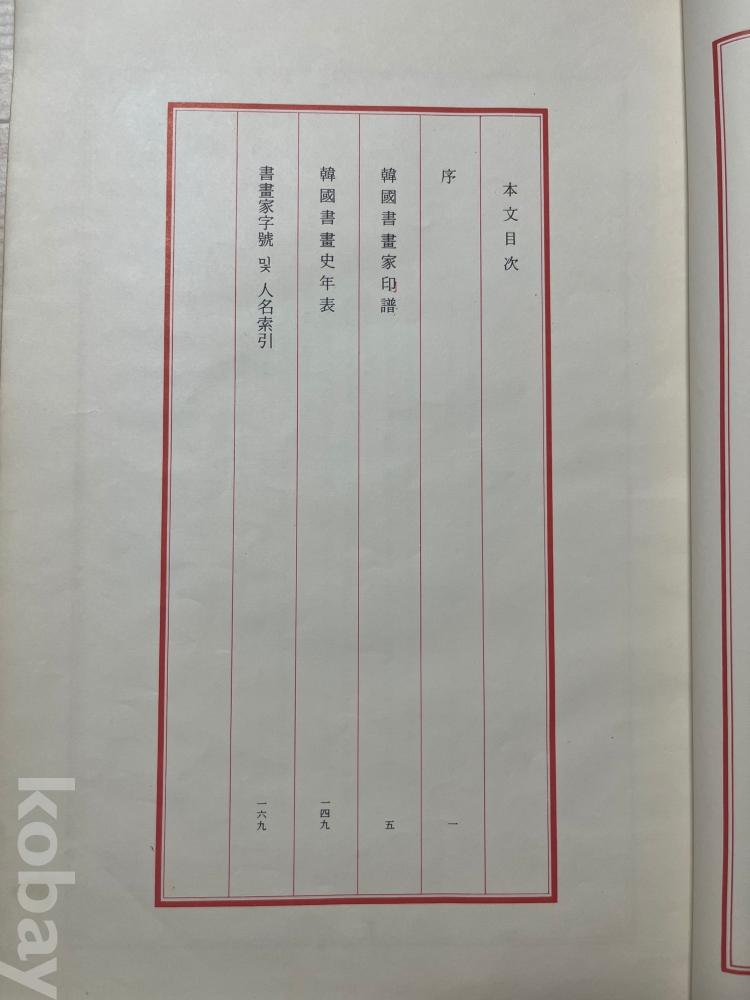 本文目次
序 一
韓國書畫家印譜 五
韓國書畫史年表 一四九
書畫家字號 및 人名索引 一六九
kobay